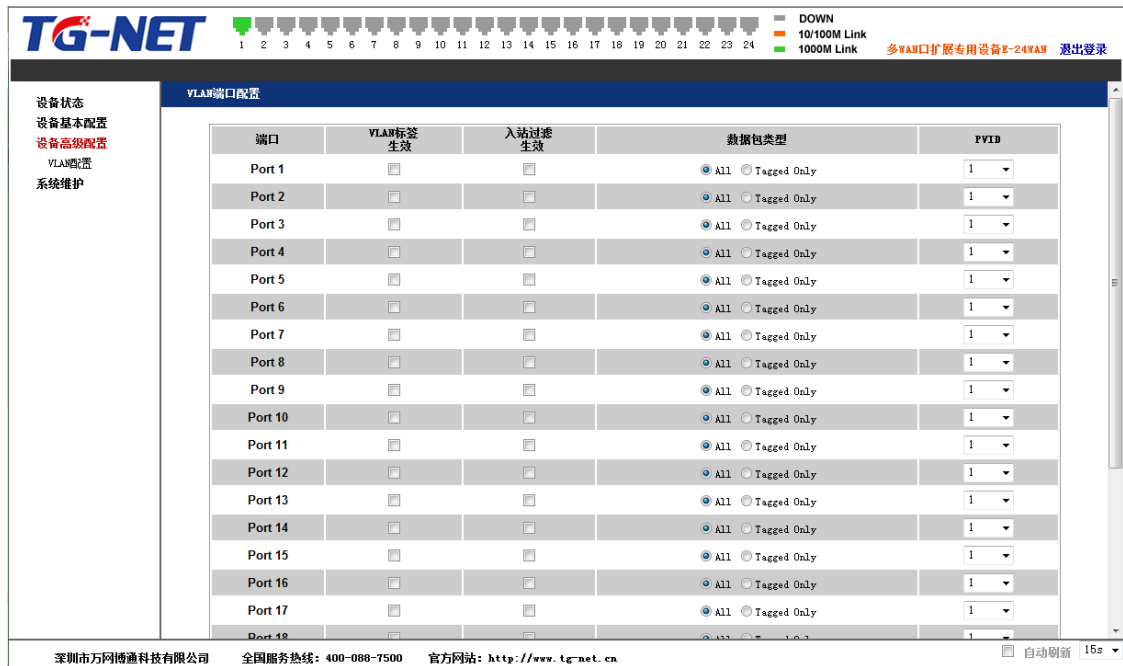 TG-NET
1 2 3 4 5 6 7 8 9 10 11 12 13 14 15 16 17 18 19 20 21 22 23 24
DOWN
10/100M Link
1000M Link
多WAN口扩展专用设备E-24WAN 退出登录
设备状态
设备基本配置
设备高级配置
VLAN配置
系统维护
VLAN端口配置
端口 VLAN标签生效 入站过滤生效 数据包类型 PVID
Port 1 All Tagged Only 1
Port 2 All Tagged Only 1
Port 3 All Tagged Only 1
Port 4 All Tagged Only 1
Port 5 All Tagged Only 1
Port 6 All Tagged Only 1
Port 7 All Tagged Only 1
Port 8 All Tagged Only 1
Port 9 All Tagged Only 1
Port 10 All Tagged Only 1
Port 11 All Tagged Only 1
Port 12 All Tagged Only 1
Port 13 All Tagged Only 1
Port 14 All Tagged Only 1
Port 15 All Tagged Only 1
Port 16 All Tagged Only 1
Port 17 All Tagged Only 1
Port 18 All Tagged Only 1
深圳市万网博通科技有限公司 全国服务热线：400-088-7500 官方网站：http://www.tg-net.cn
自动刷新 15s